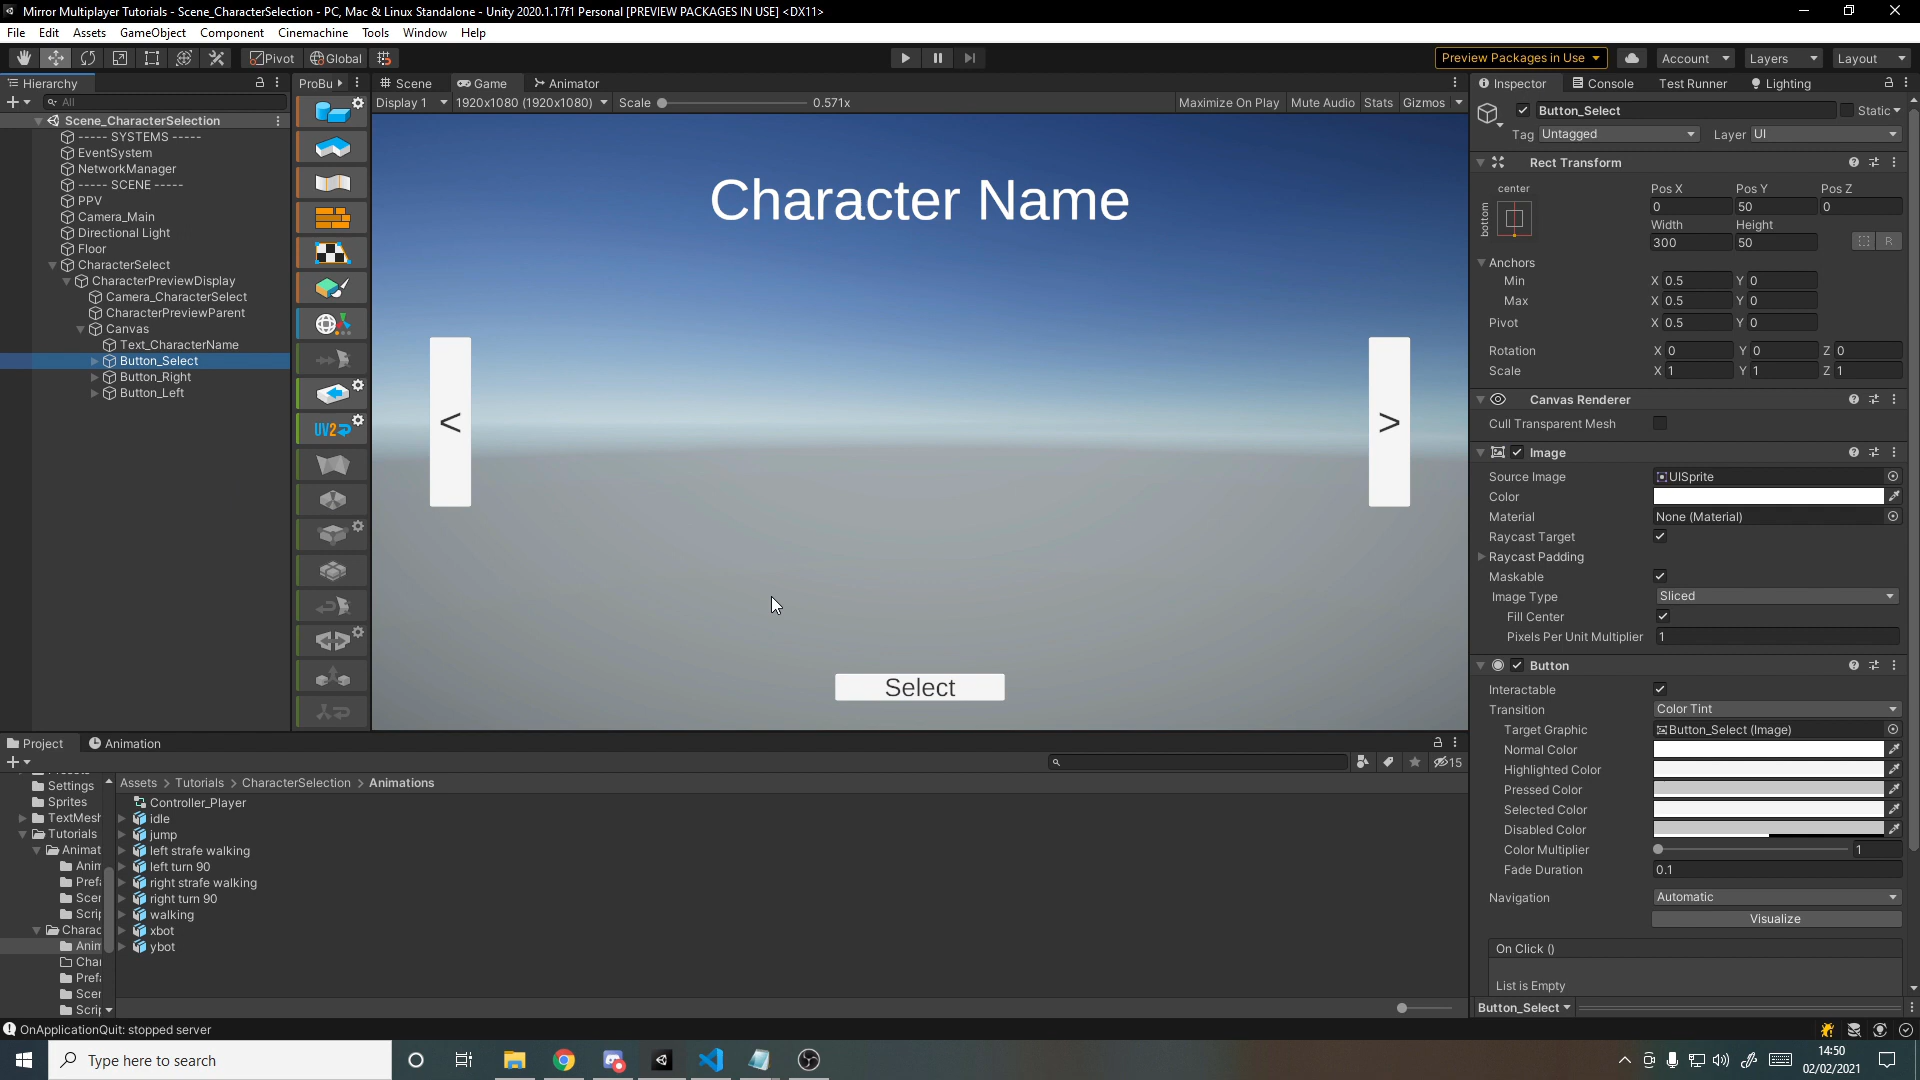 Mirror Multiplayer Tutorials - Scene_CharacterSelection - PC, Mac & Linux Standalone - Unity 2020.1.17f1 Personal [PREVIEW PACKAGES IN USE] <DX11>
File Edit Assets GameObject Component Cinemachine Tools Window Help
Pivot Global Preview Packages in Use Account Layers Layout
Hierarchy
All
Scene_CharacterSelection
----- SYSTEMS -----
EventSystem
NetworkManager
----- SCENE -----
PPV
Camera_Main
Directional Light
Floor
CharacterSelect
CharacterPreviewDisplay
Camera_CharacterSelect
CharacterPreviewParent
Canvas
Text_CharacterName
Button_Select
Button_Right
Button_Left
ProBu
UV2
Scene Game Animator
Display 1 1920x1080 (1920x1080) Scale 0.571x Maximize On Play Mute Audio Stats Gizmos
Character Name
< >
Select
Inspector Console Test Runner Lighting
Button_Select Static
Tag Untagged Layer UI
Rect Transform
center
bottom
Pos X Pos Y Pos Z
0 50 0
Width Height
300 50 R
Anchors
Min X 0.5 Y 0
Max X 0.5 Y 0
Pivot X 0.5 Y 0
Rotation X 0 Y 0 Z 0
Scale X 1 Y 1 Z 1
Canvas Renderer
Cull Transparent Mesh
Image
Source Image UISprite
Color
Material None (Material)
Raycast Target
Raycast Padding
Maskable
Image Type Sliced
Fill Center
Pixels Per Unit Multiplier 1
Button
Interactable
Transition Color Tint
Target Graphic Button_Select (Image)
Normal Color
Highlighted Color
Pressed Color
Selected Color
Disabled Color
Color Multiplier 1
Fade Duration 0.1
Navigation Automatic
Visualize
On Click ()
List is Empty
Button_Select
Project Animation
15
Settings
Sprites
TextMesh
Tutorials
Animat
Anim
Prefa
Scen
Scrip
Charac
Anim
Char
Prefa
Scen
Scrip
Assets > Tutorials > CharacterSelection > Animations
Controller_Player
idle
jump
left strafe walking
left turn 90
right strafe walking
right turn 90
walking
xbot
ybot
OnApplicationQuit: stopped server
Type here to search
14:50
02/02/2021